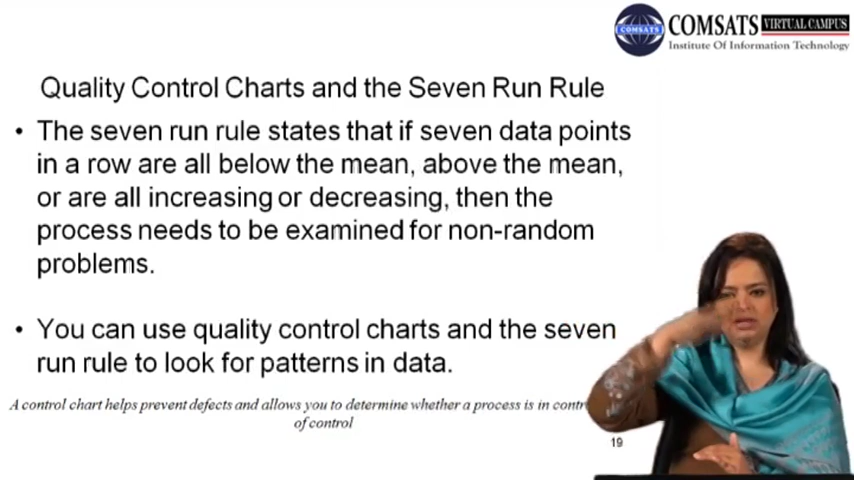 COMSATS VIRTUAL CAMPUS
COMSATS
Institute Of Information Technology
Quality Control Charts and the Seven Run Rule
• The seven run rule states that if seven data points
in a row are all below the mean, above the mean,
or are all increasing or decreasing, then the
process needs to be examined for non-random
problems.
• You can use quality control charts and the seven
run rule to look for patterns in data.
A control chart helps prevent defects and allows you to determine whether a process is in contr
of control
19